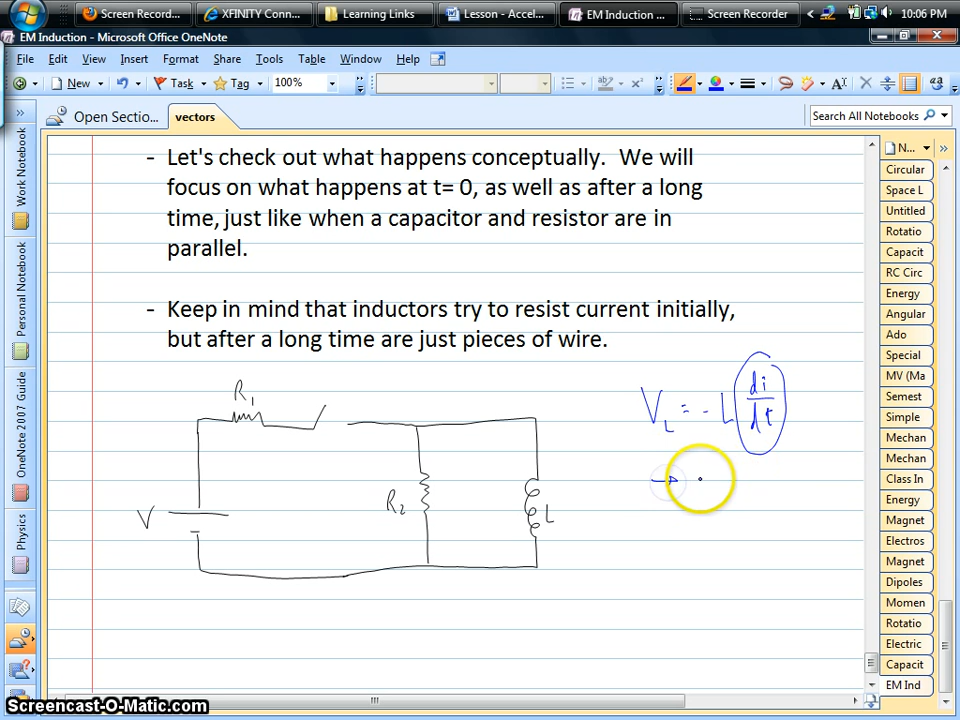 Screen Record...
XFINITY Conn...
Learning Links
Lesson - Accel...
EM Induction ...
Screen Recorder
10:06 PM
EM Induction - Microsoft Office OneNote
File Edit View Insert Format Share Tools Table Window Help
New Task Tag 100%
Open Sectio... vectors
Search All Notebooks
- Let's check out what happens conceptually. We will
focus on what happens at t= 0, as well as after a long
time, just like when a capacitor and resistor are in
parallel.
- Keep in mind that inductors try to resist current initially,
but after a long time are just pieces of wire.
R1
V
R2
L
VL = - L di/dt
→
Work Notebook
Personal Notebook
OneNote 2007 Guide
Physics
N...
Circular
Space L
Untitled
Rotatio
Capacit
RC Circ
Energy
Angular
Ado
Special
MV (Ma
Semest
Simple
Mechan
Mechan
Class In
Energy
Magnet
Electros
Magnet
Dipoles
Momen
Rotatio
Electric
Capacit
EM Ind
Screencast-O-Matic.com